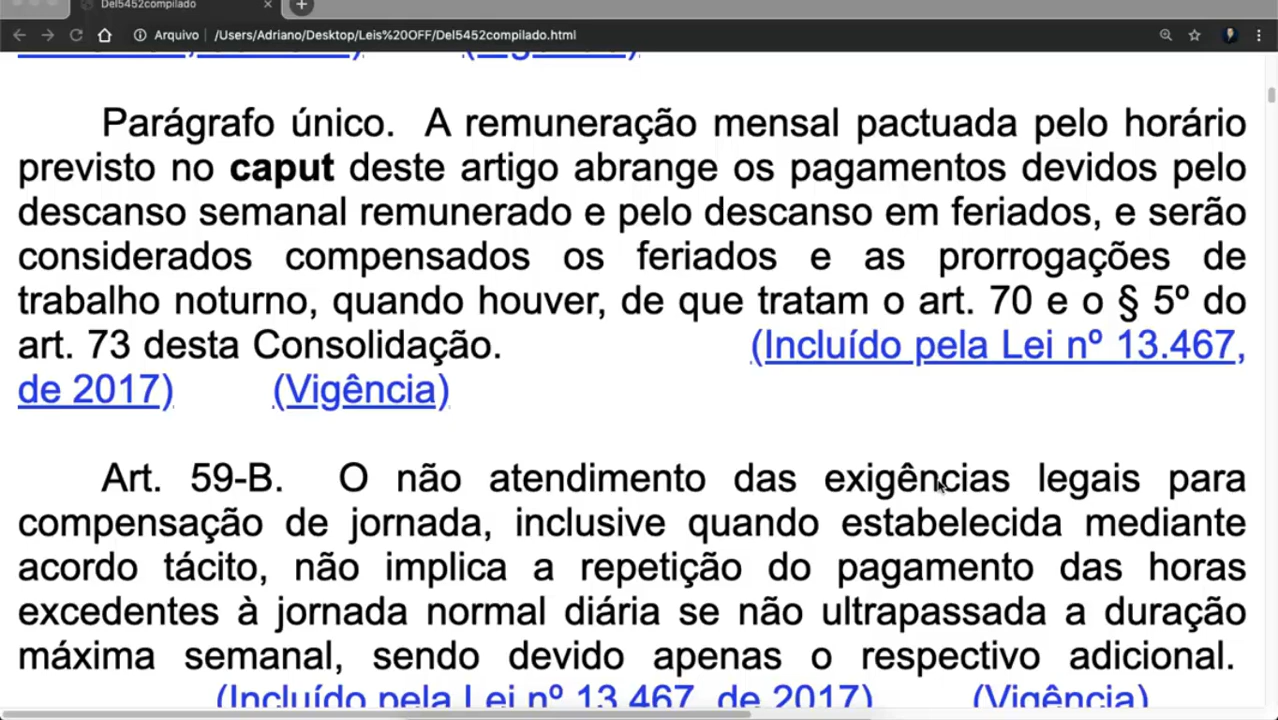 Del5452compilado
Arquivo /Users/Adriano/Desktop/Leis%20OFF/Del5452compilado.html
Parágrafo único. A remuneração mensal pactuada pelo horário
previsto no caput deste artigo abrange os pagamentos devidos pelo
descanso semanal remunerado e pelo descanso em feriados, e serão
considerados compensados os feriados e as prorrogações de
trabalho noturno, quando houver, de que tratam o art. 70 e o § 5º do
art. 73 desta Consolidação. (Incluído pela Lei nº 13.467,
de 2017) (Vigência)
Art. 59-B. O não atendimento das exigências legais para
compensação de jornada, inclusive quando estabelecida mediante
acordo tácito, não implica a repetição do pagamento das horas
excedentes à jornada normal diária se não ultrapassada a duração
máxima semanal, sendo devido apenas o respectivo adicional.
(Incluído pela Lei nº 13.467, de 2017) (Vigência)